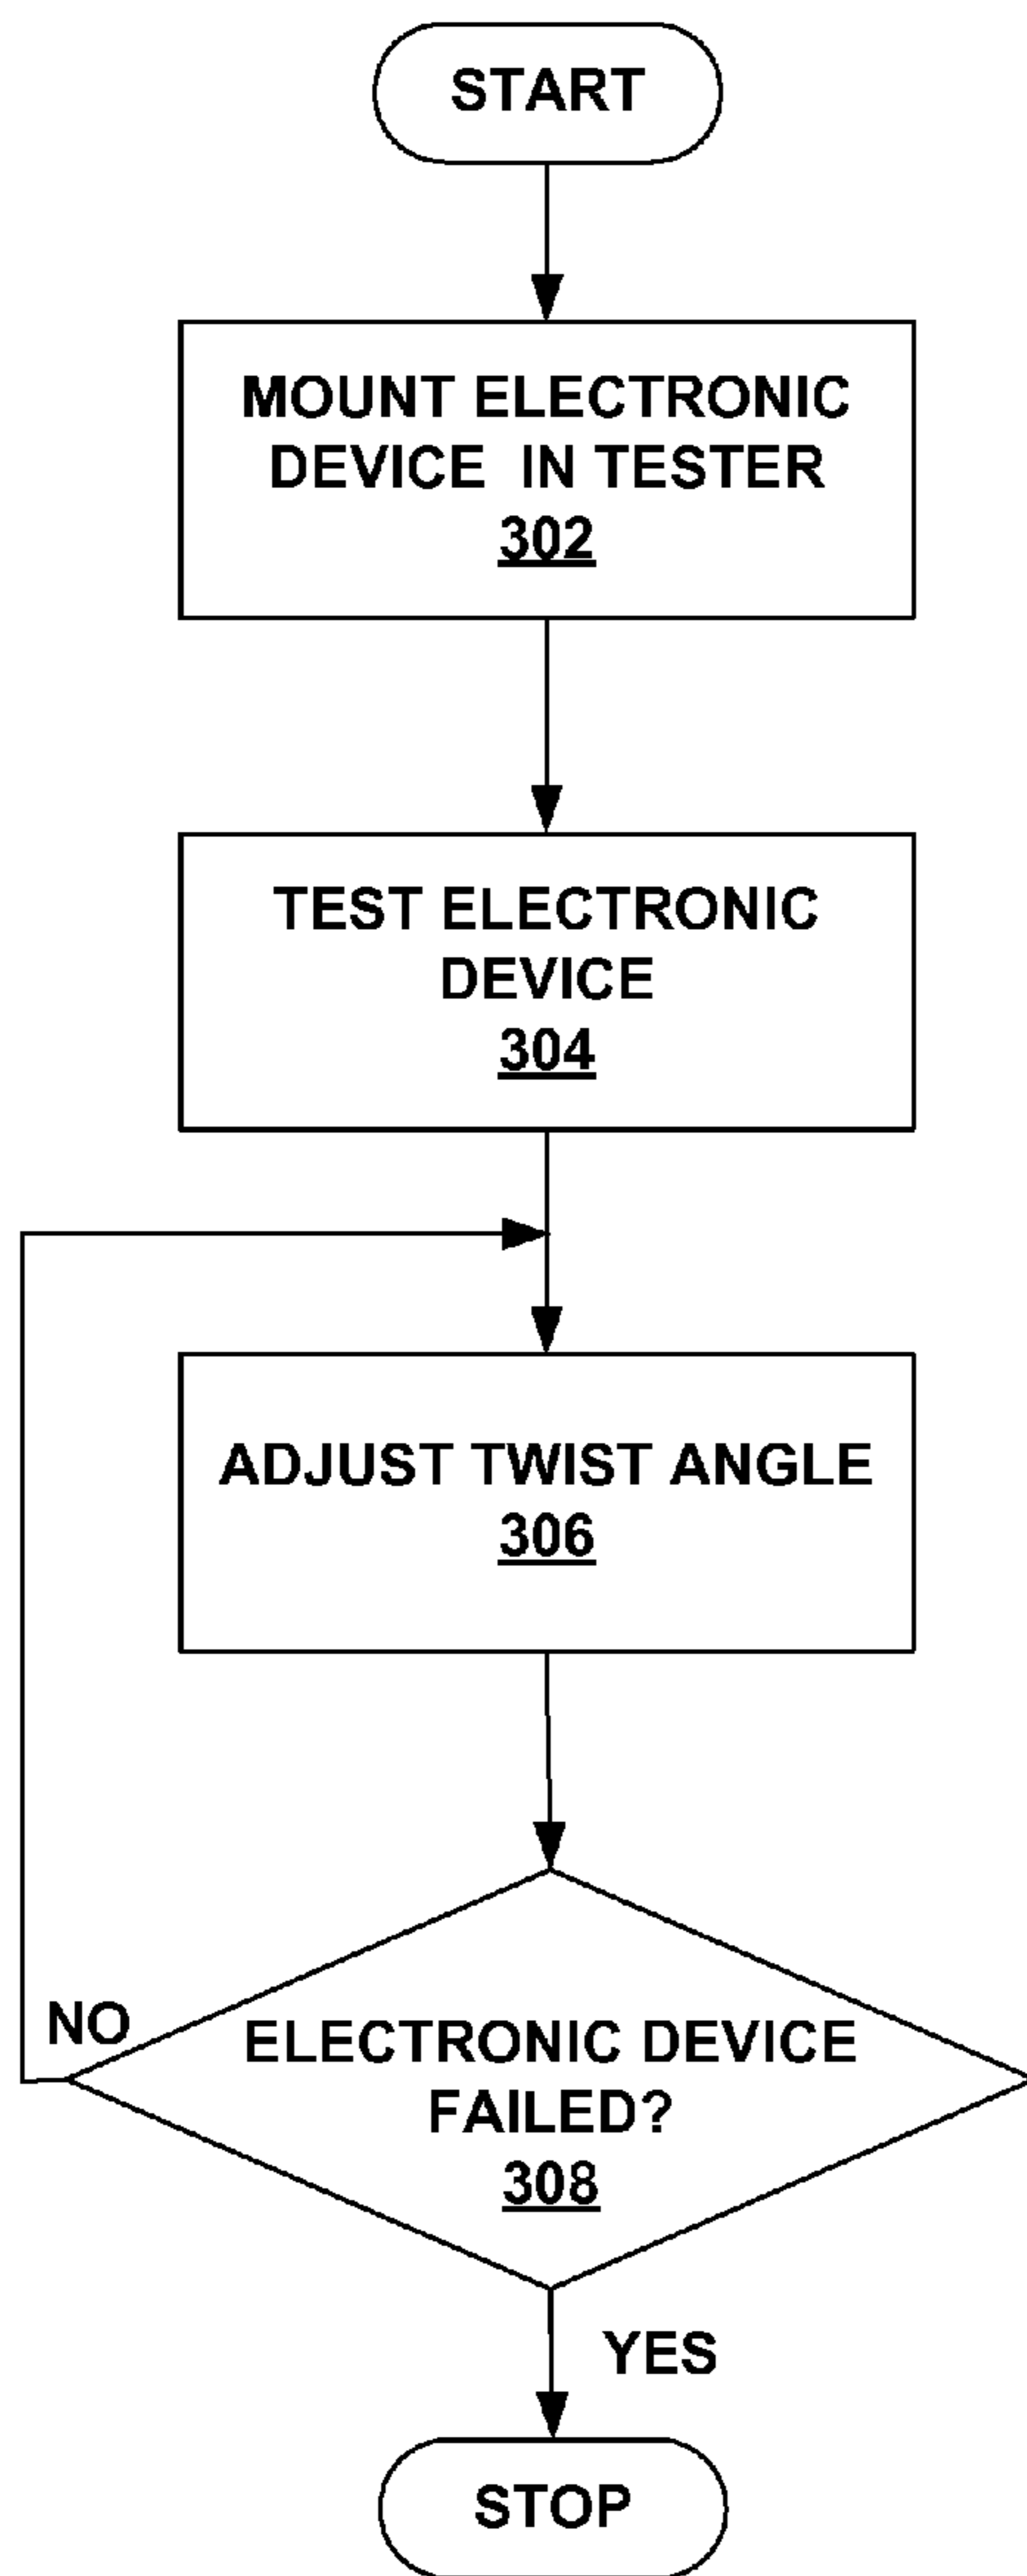 START
MOUNT ELECTRONIC
DEVICE IN TESTER
302
TEST ELECTRONIC
DEVICE
304
ADJUST TWIST ANGLE
306
NO
ELECTRONIC DEVICE
FAILED?
308
YES
STOP